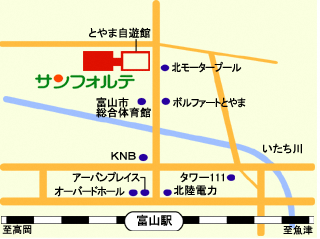 とやま自遊館
サンフォルテ
北モータープール
富山市
総合体育館
ボルファートとやま
いたち川
KNB
アーバンプレイス
タワー111
オーバードホール
北陸電力
富山駅
至高岡
至魚津